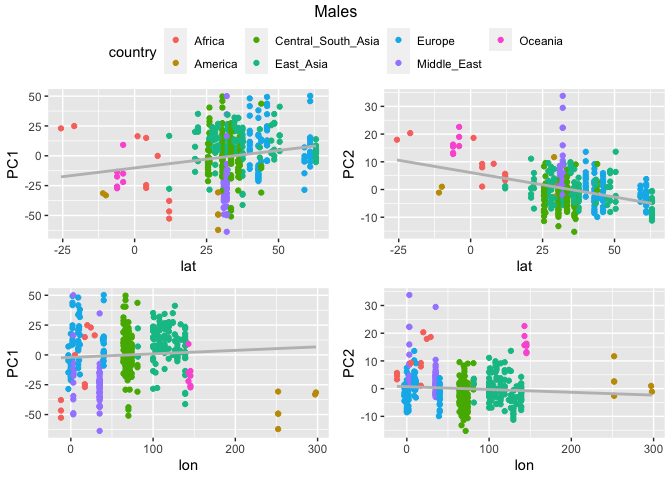 Males
country
Africa Central_South_Asia Europe Oceania
America East_Asia Middle_East
PC1
50
25
0
-25
-50
-25 0 25 50
lat
PC2
30
20
10
0
-10
-25 0 25 50
lat
PC1
50
25
0
-25
-50
0 100 200 300
lon
PC2
30
20
10
0
-10
0 100 200 300
lon